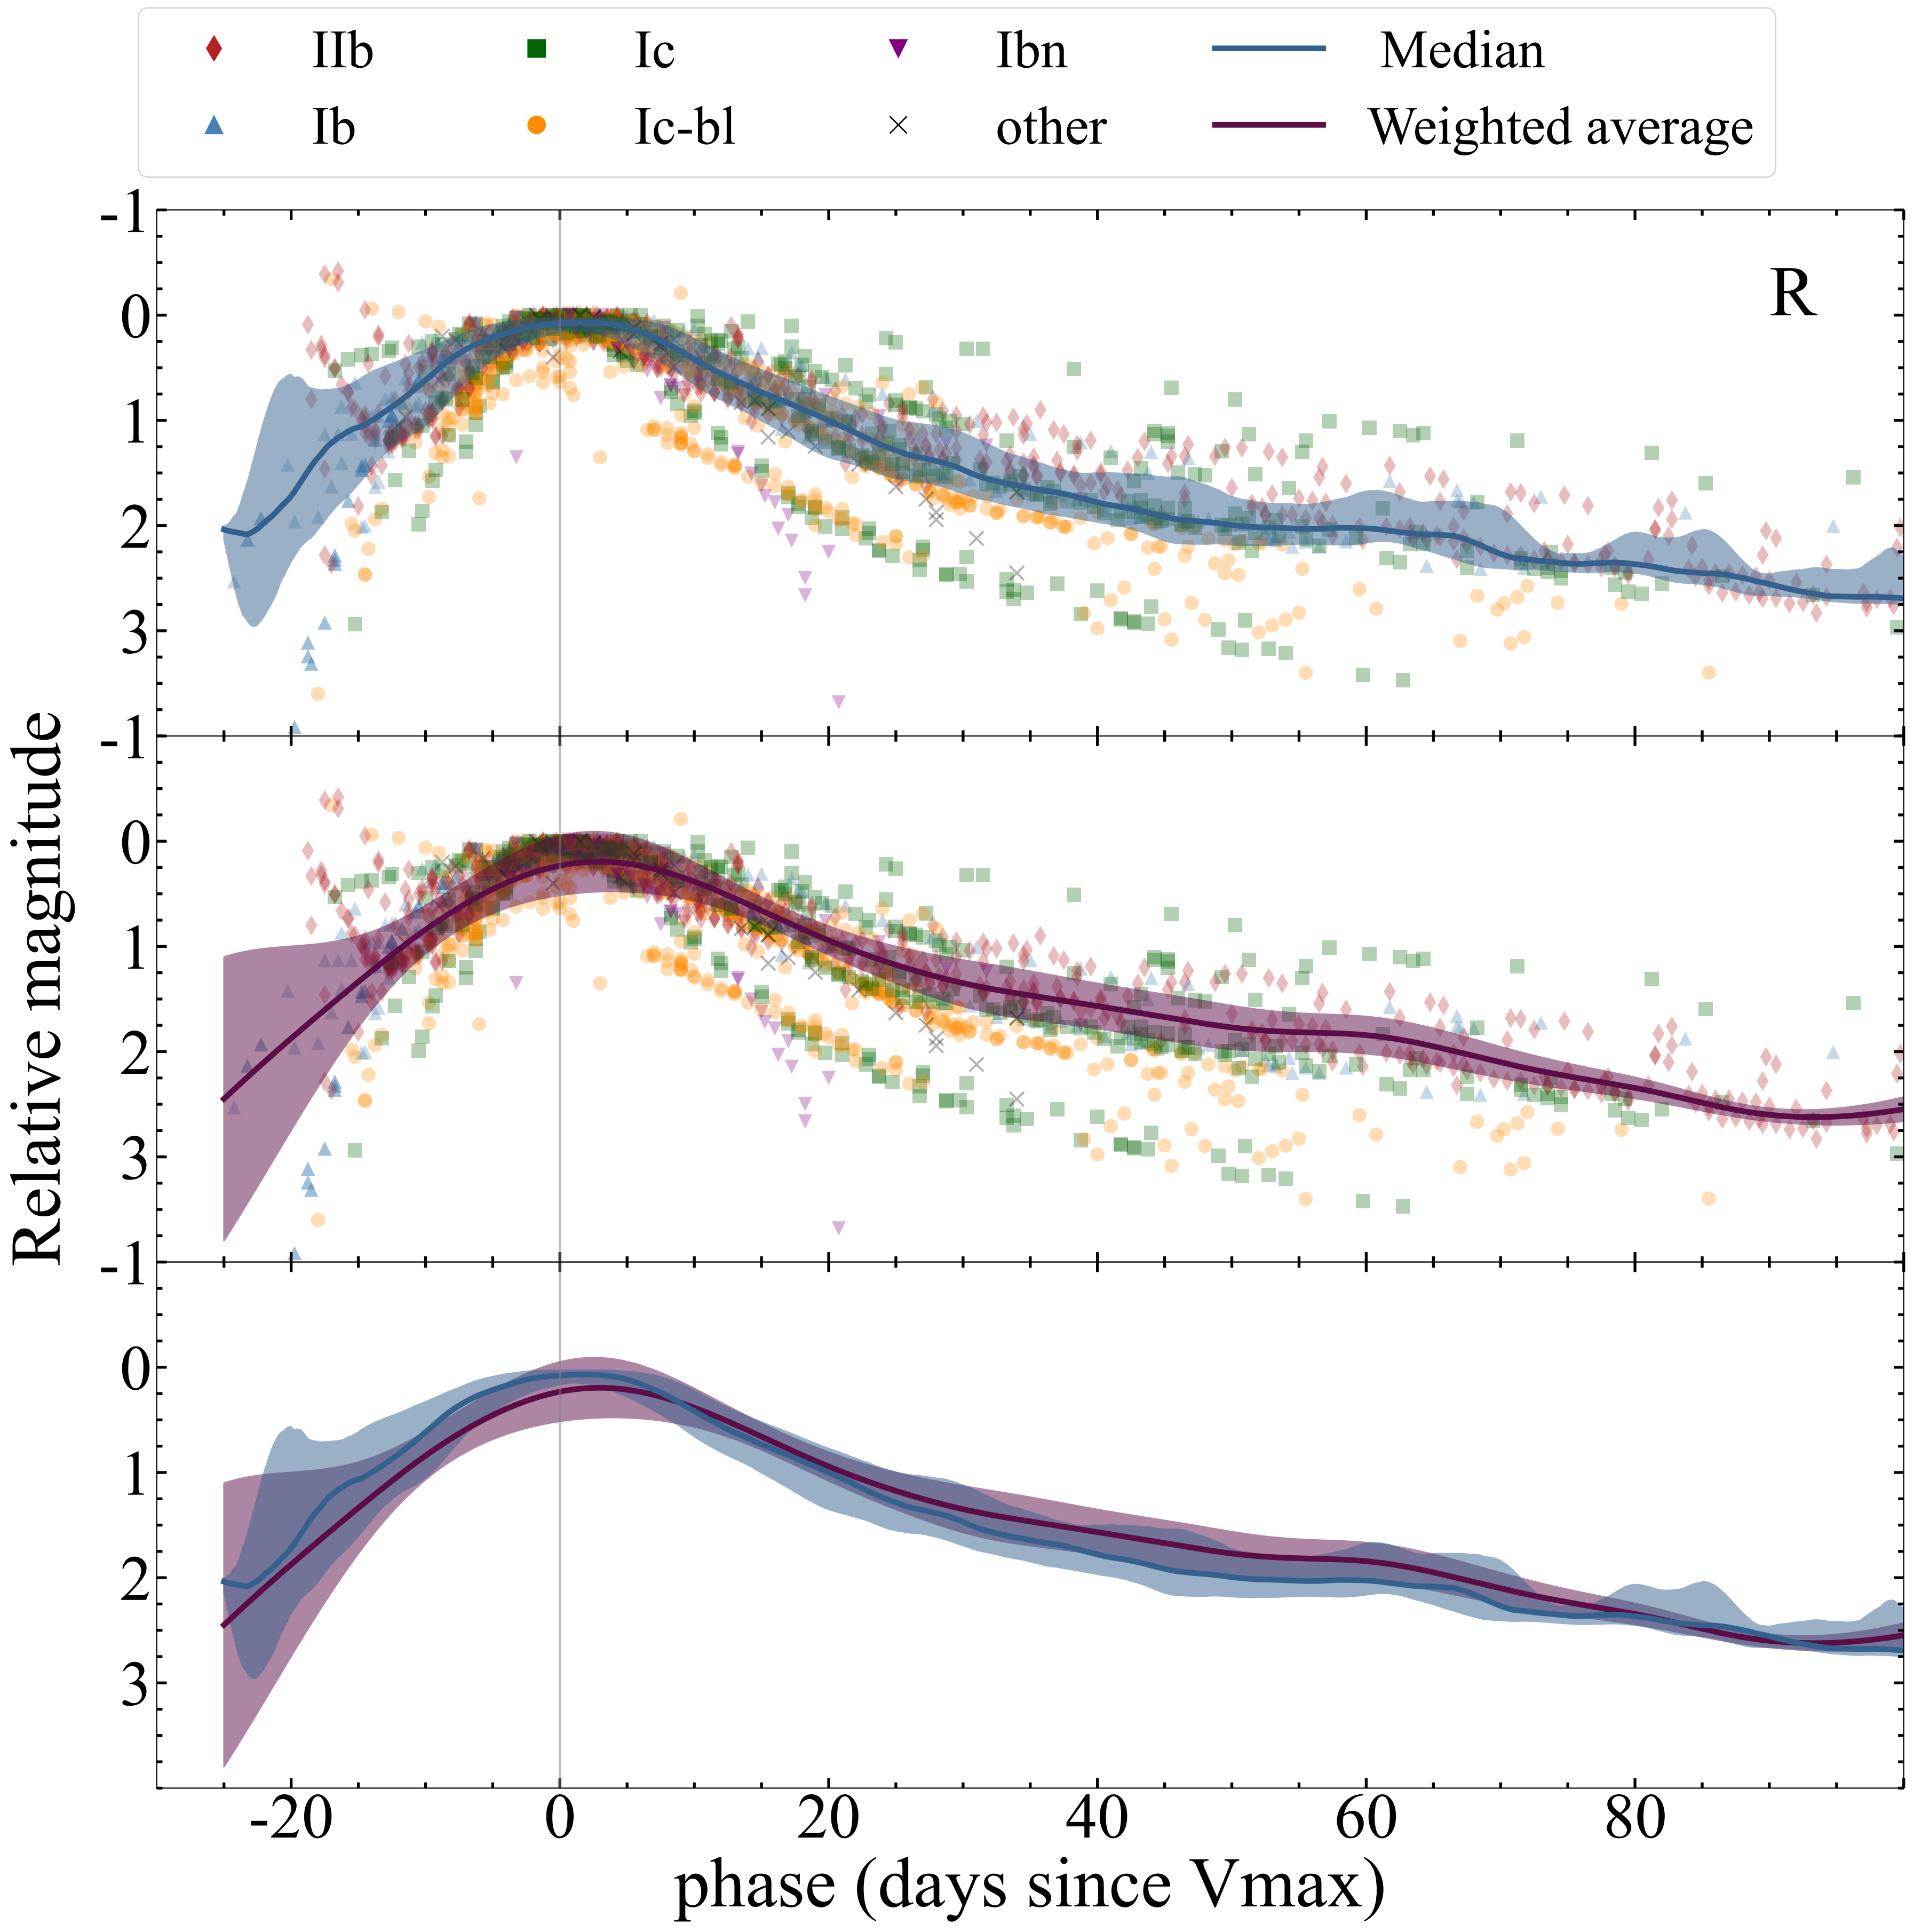 IIb Ic Ibn Median
Ib Ic-bl other Weighted average
R
-1
0
1
2
3
-1
0
1
2
3
-1
0
1
2
3
Relative magnitude
-20 0 20 40 60 80
phase (days since Vmax)